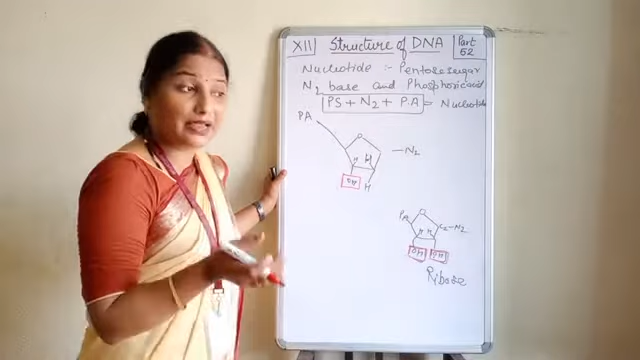 XII Structure of DNA Part 62
Nucleotide :- Pentose sugar
N2 base and Phosphoric acid
PS + N2 + P.A = Nucleotide
PA
N2
OH H
PA N2
OH OH
Ribose